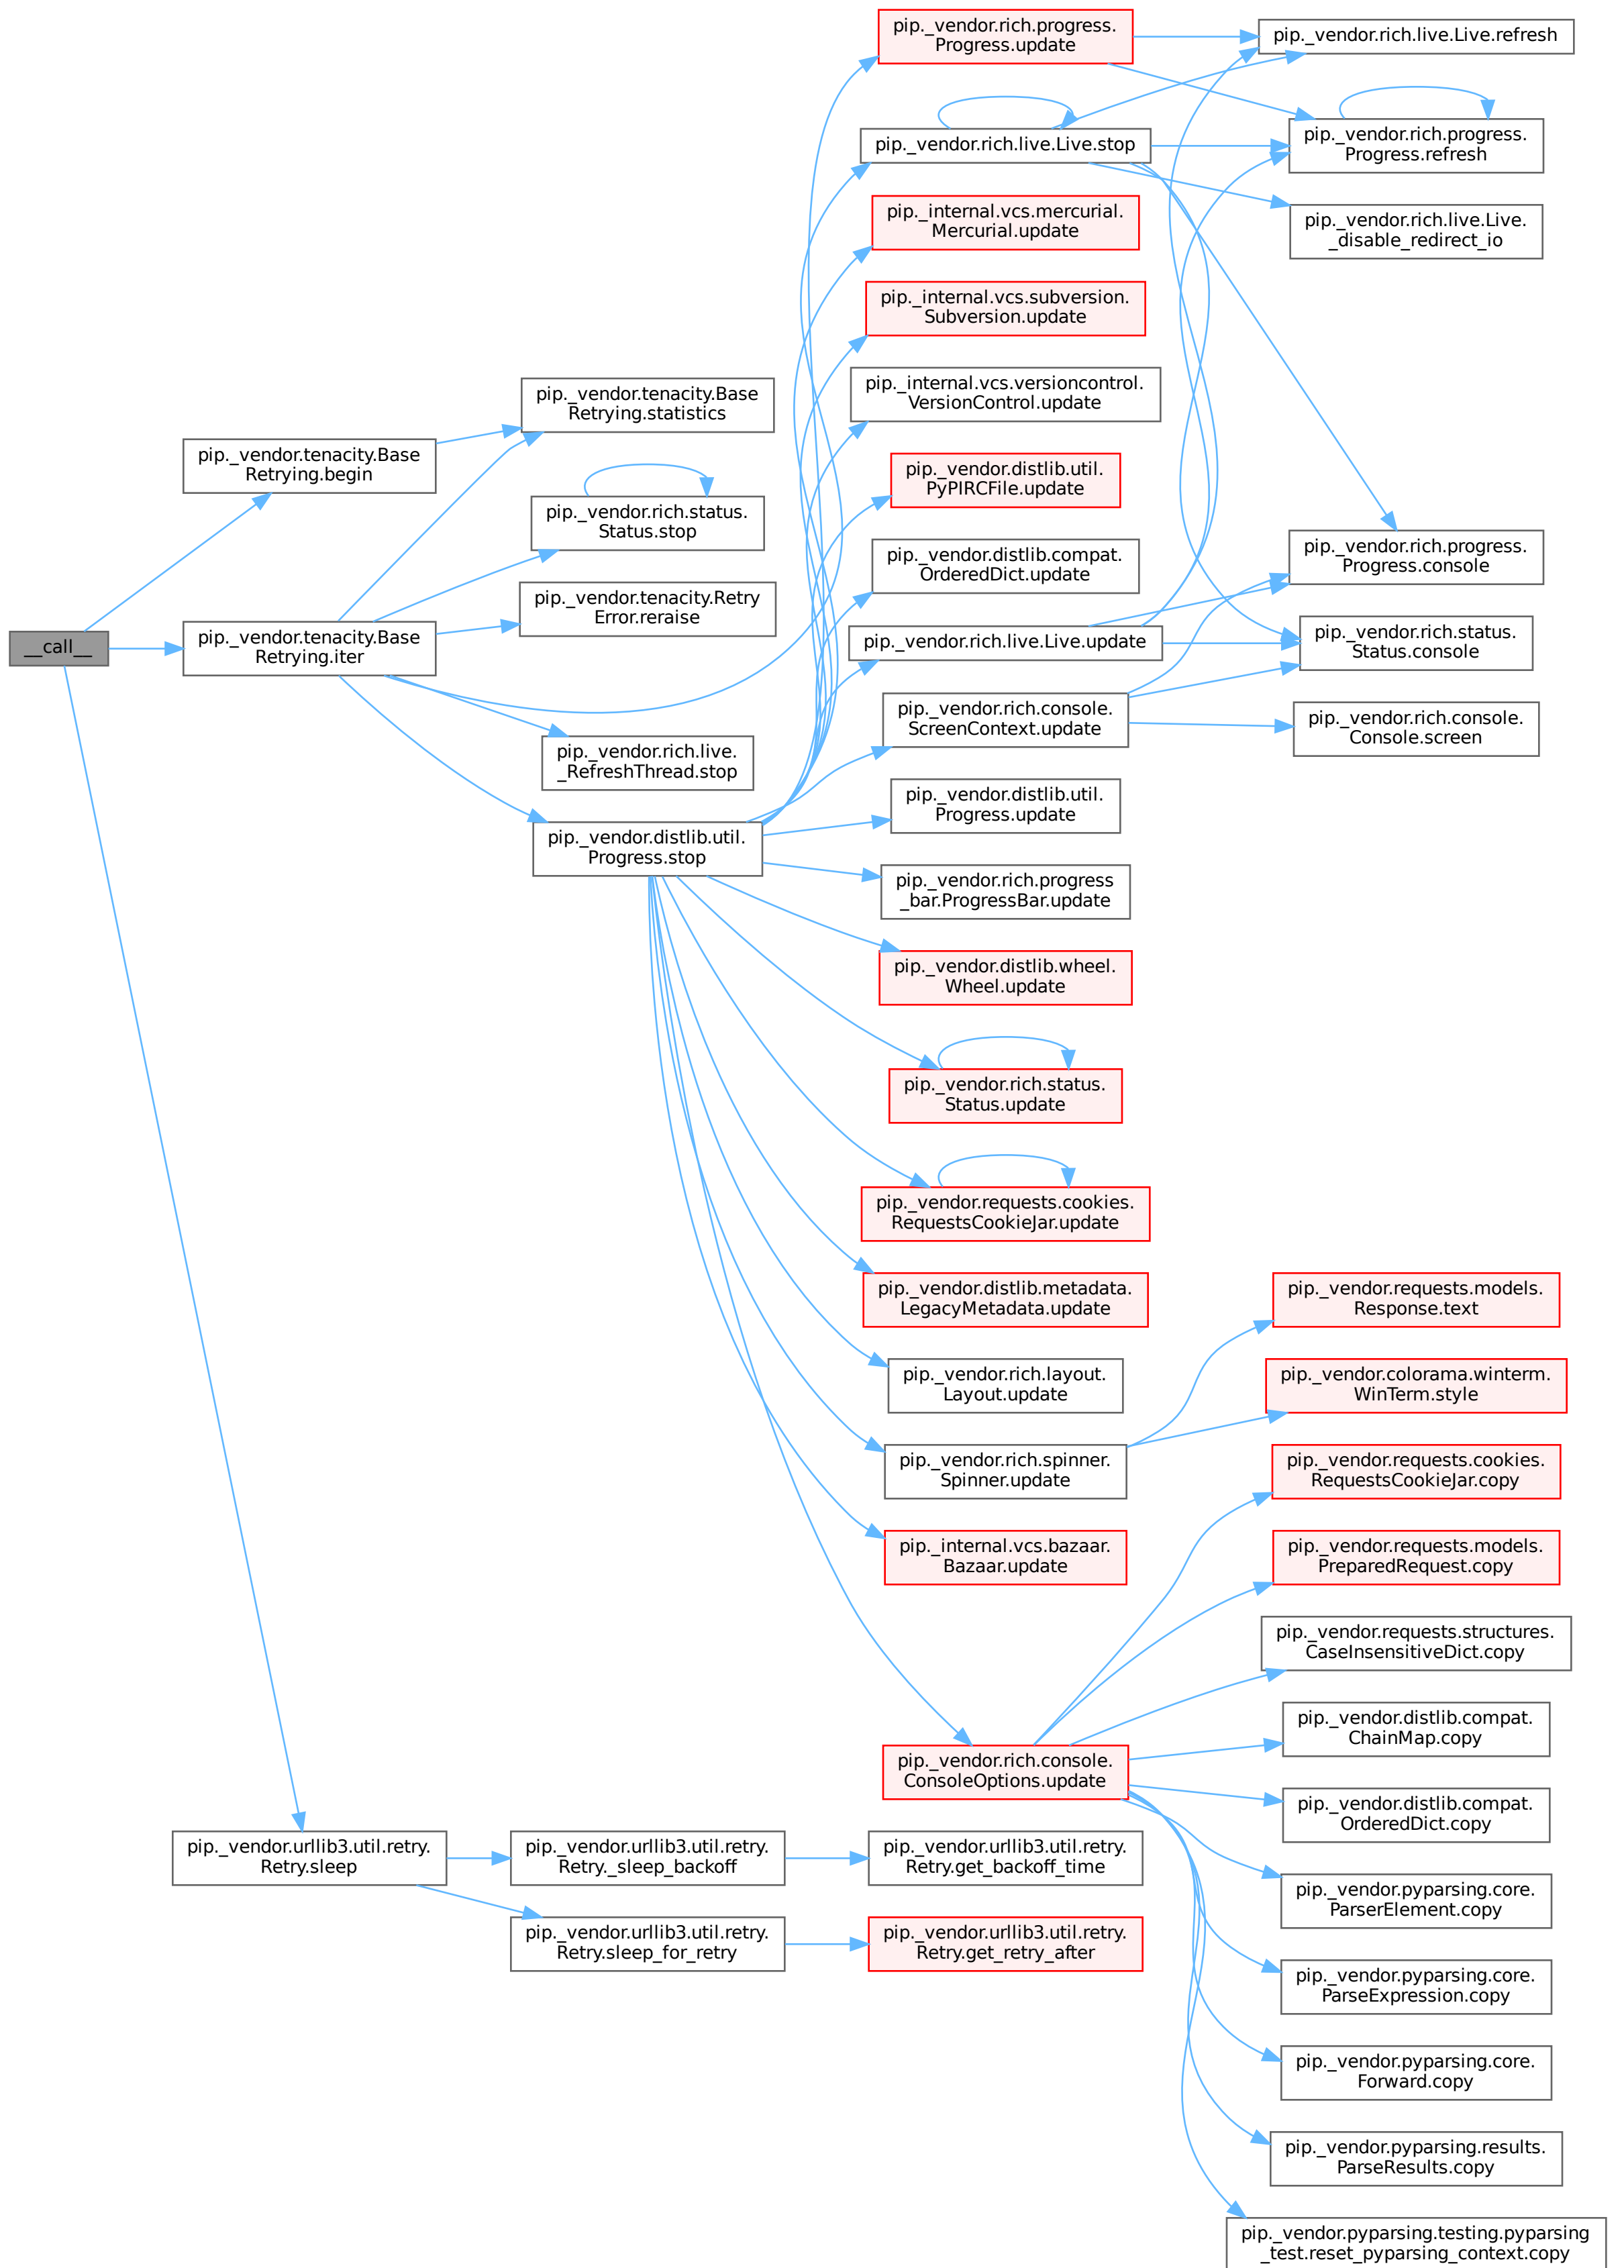 __call__
pip._vendor.tenacity.Base
Retrying.begin
pip._vendor.tenacity.Base
Retrying.iter
pip._vendor.urllib3.util.retry.
Retry.sleep
pip._vendor.tenacity.Base
Retrying.statistics
pip._vendor.rich.status.
Status.stop
pip._vendor.tenacity.Retry
Error.reraise
pip._vendor.rich.live.
_RefreshThread.stop
pip._vendor.distlib.util.
Progress.stop
pip._vendor.urllib3.util.retry.
Retry._sleep_backoff
pip._vendor.urllib3.util.retry.
Retry.sleep_for_retry
pip._vendor.rich.progress.
Progress.update
pip._vendor.rich.live.Live.stop
pip._internal.vcs.mercurial.
Mercurial.update
pip._internal.vcs.subversion.
Subversion.update
pip._internal.vcs.versioncontrol.
VersionControl.update
pip._vendor.distlib.util.
PyPIRCFile.update
pip._vendor.distlib.compat.
OrderedDict.update
pip._vendor.rich.live.Live.update
pip._vendor.rich.console.
ScreenContext.update
pip._vendor.distlib.util.
Progress.update
pip._vendor.rich.progress
_bar.ProgressBar.update
pip._vendor.distlib.wheel.
Wheel.update
pip._vendor.rich.status.
Status.update
pip._vendor.requests.cookies.
RequestsCookieJar.update
pip._vendor.distlib.metadata.
LegacyMetadata.update
pip._vendor.rich.layout.
Layout.update
pip._vendor.rich.spinner.
Spinner.update
pip._internal.vcs.bazaar.
Bazaar.update
pip._vendor.rich.console.
ConsoleOptions.update
pip._vendor.urllib3.util.retry.
Retry.get_backoff_time
pip._vendor.urllib3.util.retry.
Retry.get_retry_after
pip._vendor.rich.live.Live.refresh
pip._vendor.rich.progress.
Progress.refresh
pip._vendor.rich.live.Live.
_disable_redirect_io
pip._vendor.rich.progress.
Progress.console
pip._vendor.rich.status.
Status.console
pip._vendor.rich.console.
Console.screen
pip._vendor.requests.models.
Response.text
pip._vendor.colorama.winterm.
WinTerm.style
pip._vendor.requests.cookies.
RequestsCookieJar.copy
pip._vendor.requests.models.
PreparedRequest.copy
pip._vendor.requests.structures.
CaseInsensitiveDict.copy
pip._vendor.distlib.compat.
ChainMap.copy
pip._vendor.distlib.compat.
OrderedDict.copy
pip._vendor.pyparsing.core.
ParserElement.copy
pip._vendor.pyparsing.core.
ParseExpression.copy
pip._vendor.pyparsing.core.
Forward.copy
pip._vendor.pyparsing.results.
ParseResults.copy
pip._vendor.pyparsing.testing.pyparsing
_test.reset_pyparsing_context.copy